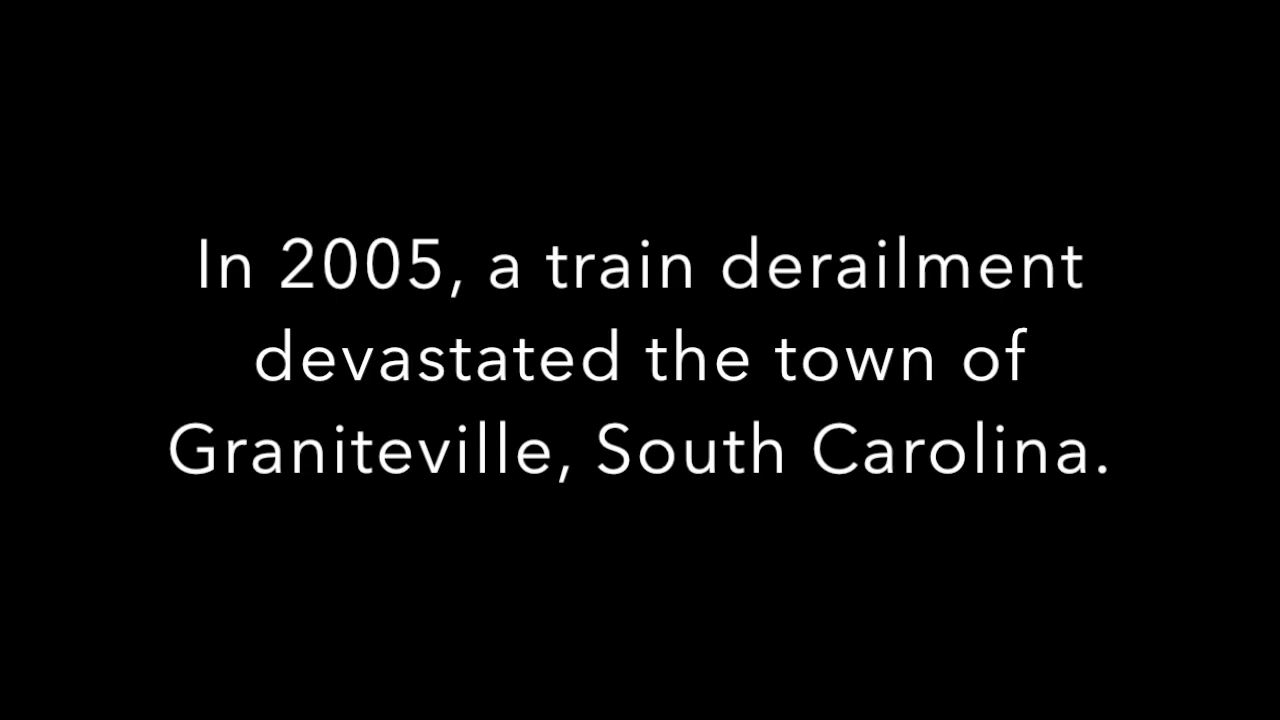 In 2005, a train derailment
devastated the town of
Graniteville, South Carolina.